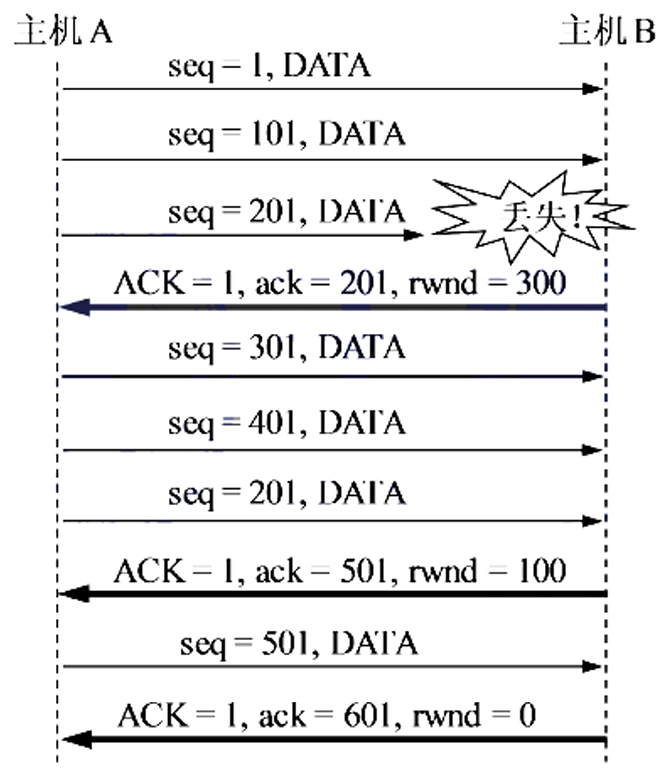 主机A 主机B
seq = 1, DATA
seq = 101, DATA
seq = 201, DATA 丢失!
ACK = 1, ack = 201, rwnd = 300
seq = 301, DATA
seq = 401, DATA
seq = 201, DATA
ACK = 1, ack = 501, rwnd = 100
seq = 501, DATA
ACK = 1, ack = 601, rwnd = 0